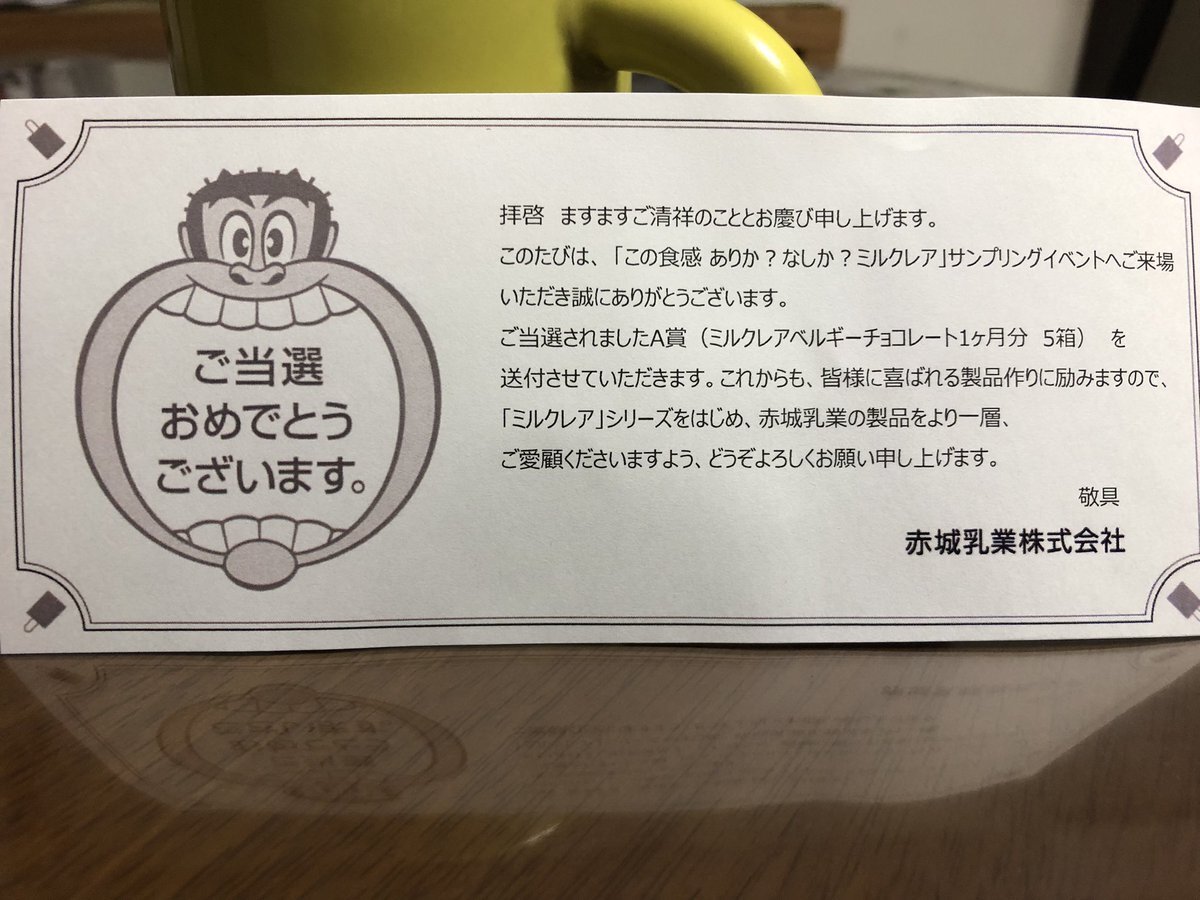 ご当選
おめでとう
ございます。
拝啓　ますますご清祥のこととお慶び申し上げます。
このたびは、「この食感 ありか？なしか？ミルクレア」サンプリングイベントへご来場
いただき誠にありがとうございます。
ご当選されましたA賞（ミルクレアベルギーチョコレート1ヶ月分　5箱）　を
送付させていただきます。これからも、皆様に喜ばれる製品作りに励みますので、
「ミルクレア」シリーズをはじめ、赤城乳業の製品をより一層、
ご愛顧くださいますよう、どうぞよろしくお願い申し上げます。
敬具
赤城乳業株式会社